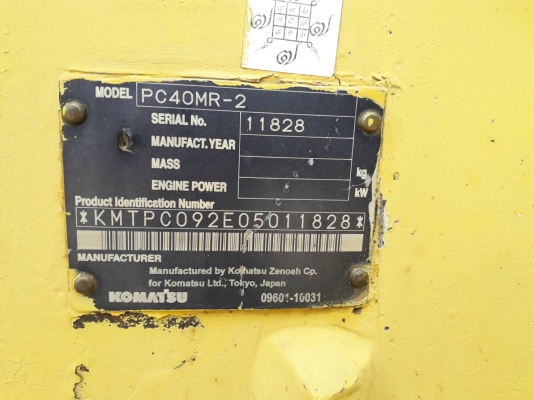 MODEL PC40MR-2
SERIAL No. 11828
MANUFACT.YEAR
MASS kg
ENGINE POWER kW
Product Identification Number
*KMTPC092E05011828*
MANUFACTURER
Manufactured by Komatsu Zenoah Co.
for Komatsu Ltd., Tokyo, Japan
KOMATSU 09601-10031